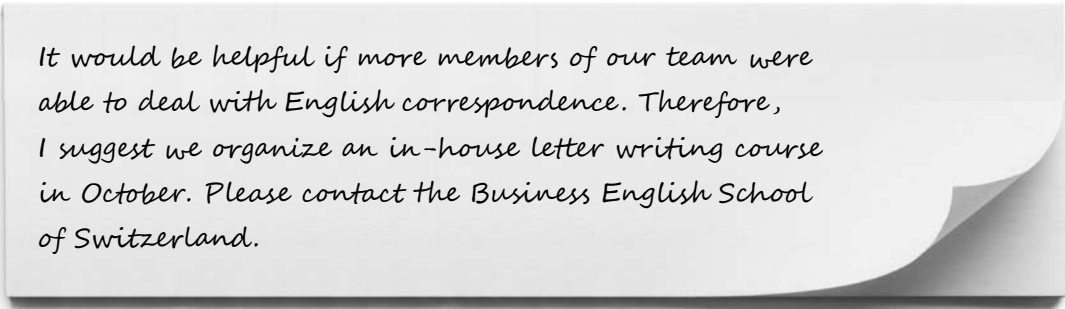 It would be helpful if more members of our team were
able to deal with English correspondence. Therefore,
I suggest we organize an in-house letter writing course
in October. Please contact the Business English School
of Switzerland.